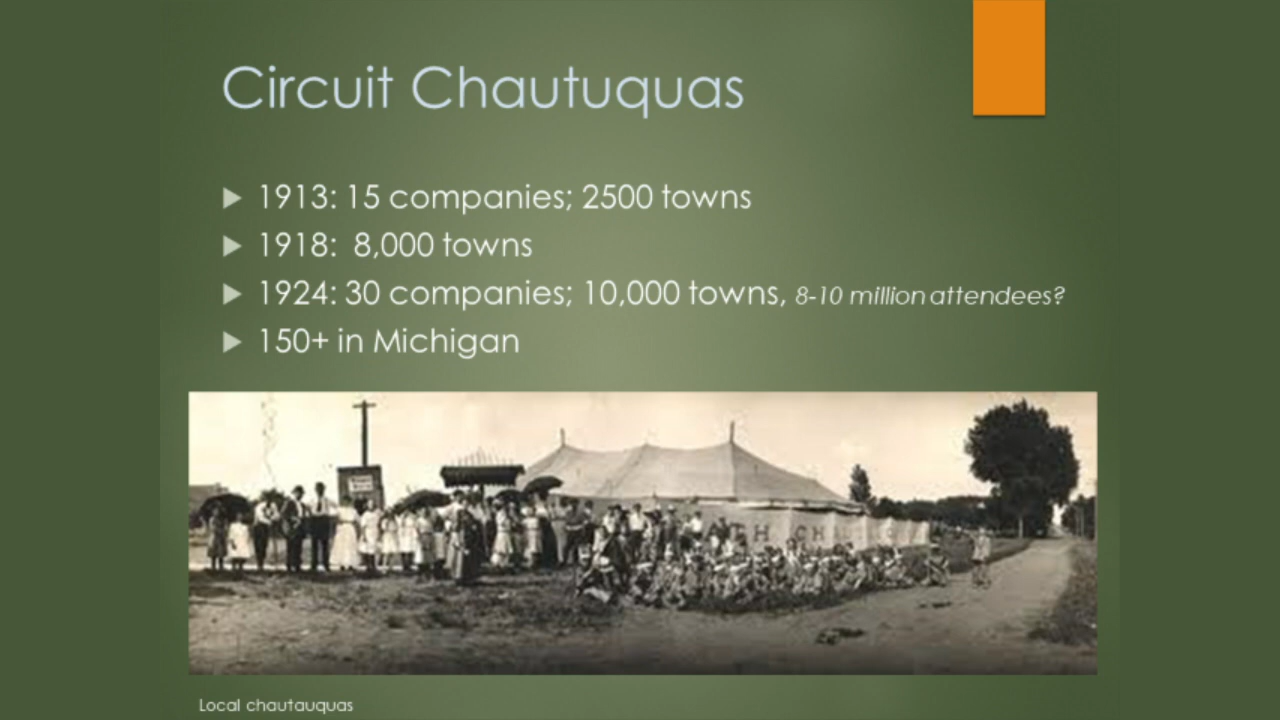 Circuit Chautuquas
1913: 15 companies; 2500 towns
1918:  8,000 towns
1924: 30 companies; 10,000 towns, 8-10 million attendees?
150+ in Michigan
Local chautauquas